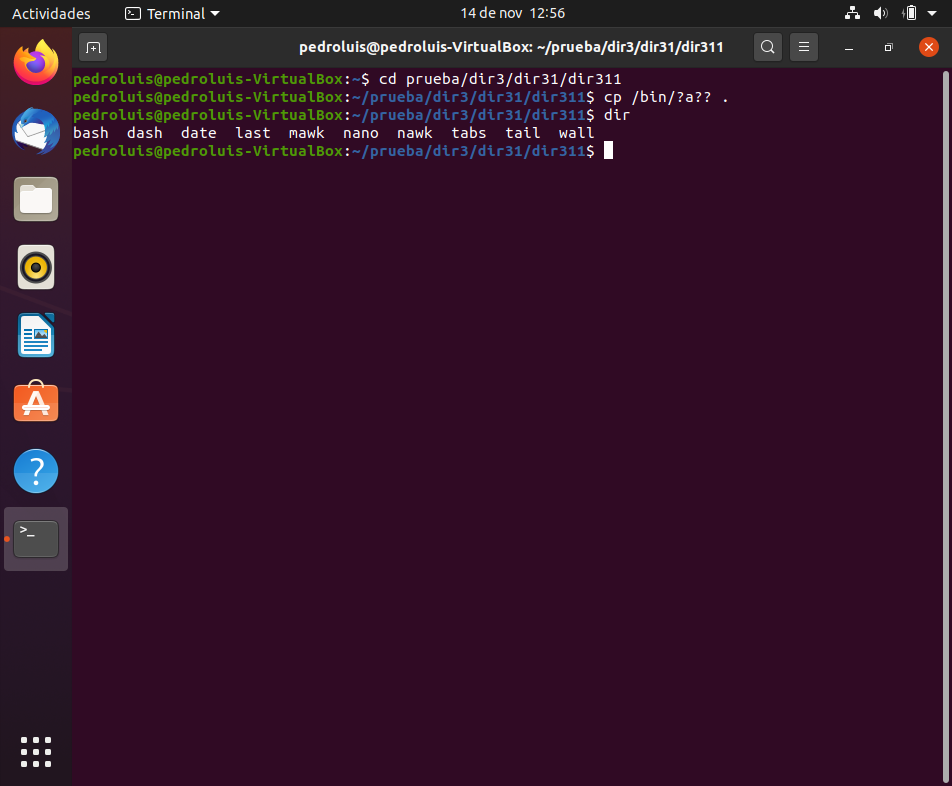 Actividades Terminal 14 de nov 12:56
pedroluis@pedroluis-VirtualBox: ~/prueba/dir3/dir31/dir311
pedroluis@pedroluis-VirtualBox:~$ cd prueba/dir3/dir31/dir311
pedroluis@pedroluis-VirtualBox:~/prueba/dir3/dir31/dir311$ cp /bin/?a?? .
pedroluis@pedroluis-VirtualBox:~/prueba/dir3/dir31/dir311$ dir
bash  dash  date  last  mawk  nano  nawk  tabs  tail  wall
pedroluis@pedroluis-VirtualBox:~/prueba/dir3/dir31/dir311$